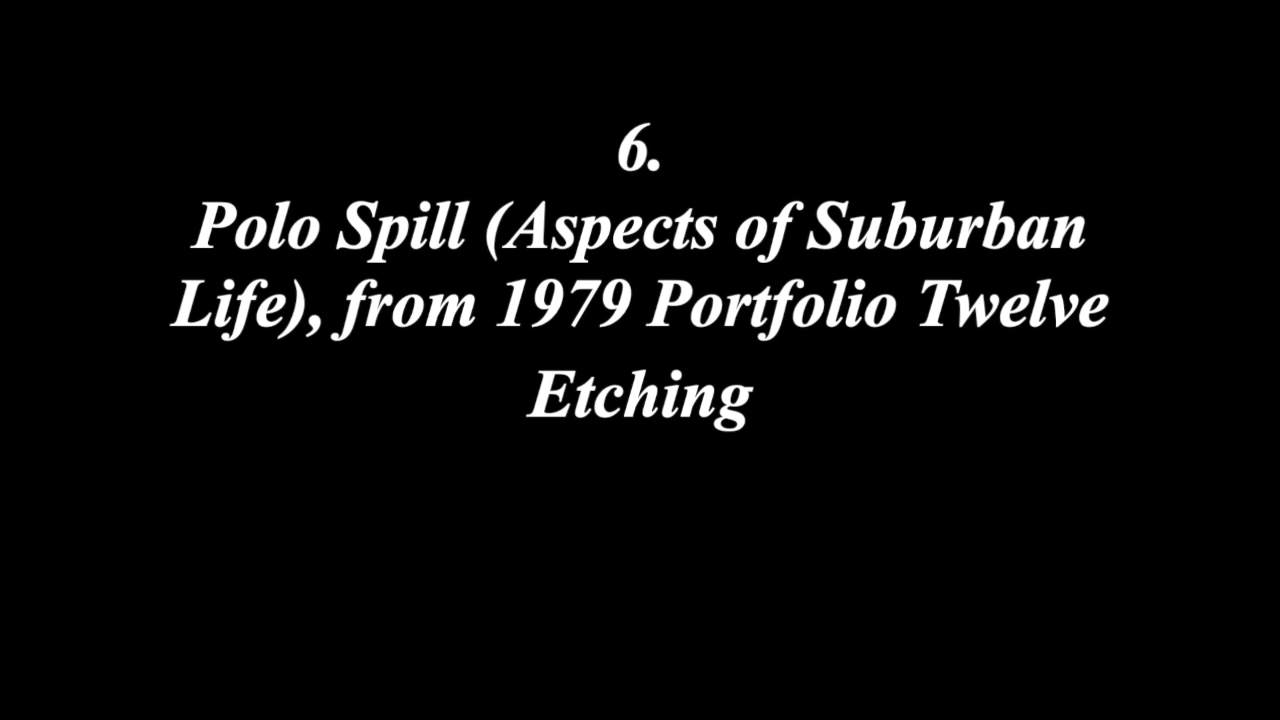 6.
Polo Spill (Aspects of Suburban
Life), from 1979 Portfolio Twelve
Etching